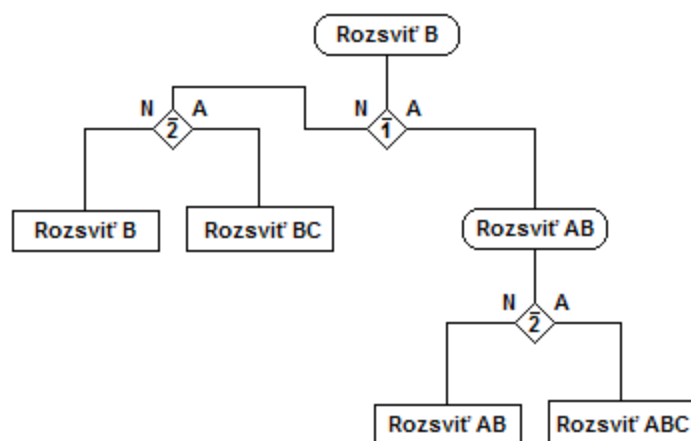 Rozsviť B
N A N A
2̅ 1̅
Rozsviť B Rozsviť BC Rozsviť AB
N A
2̅
Rozsviť AB Rozsviť ABC